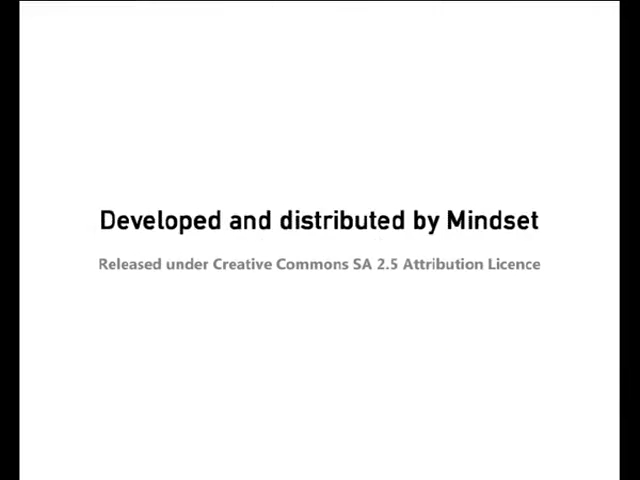 Developed and distributed by Mindset
Released under Creative Commons SA 2.5 Attribution Licence